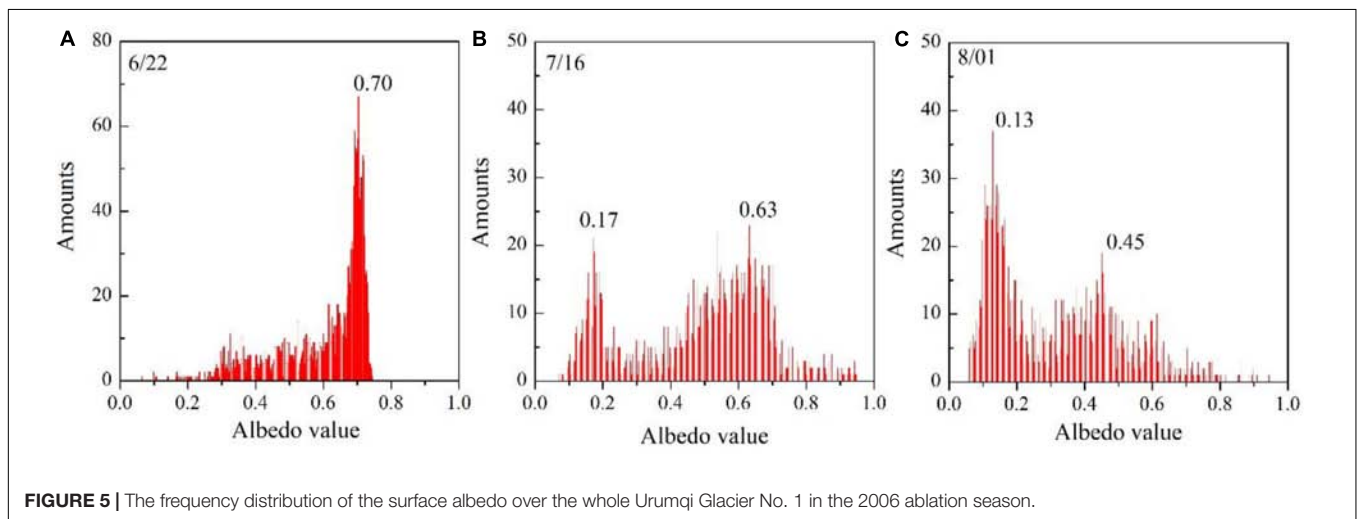 A
80
60
40
20
0
6/22
0.70
Amounts
0.0 0.2 0.4 0.6 0.8 1.0
Albedo value
B
50
40
30
20
10
0
7/16
0.17
0.63
Amounts
0.0 0.2 0.4 0.6 0.8 1.0
Albedo value
C
50
40
30
20
10
0
8/01
0.13
0.45
Amounts
0.0 0.2 0.4 0.6 0.8 1.0
Albedo value
FIGURE 5 | The frequency distribution of the surface albedo over the whole Urumqi Glacier No. 1 in the 2006 ablation season.